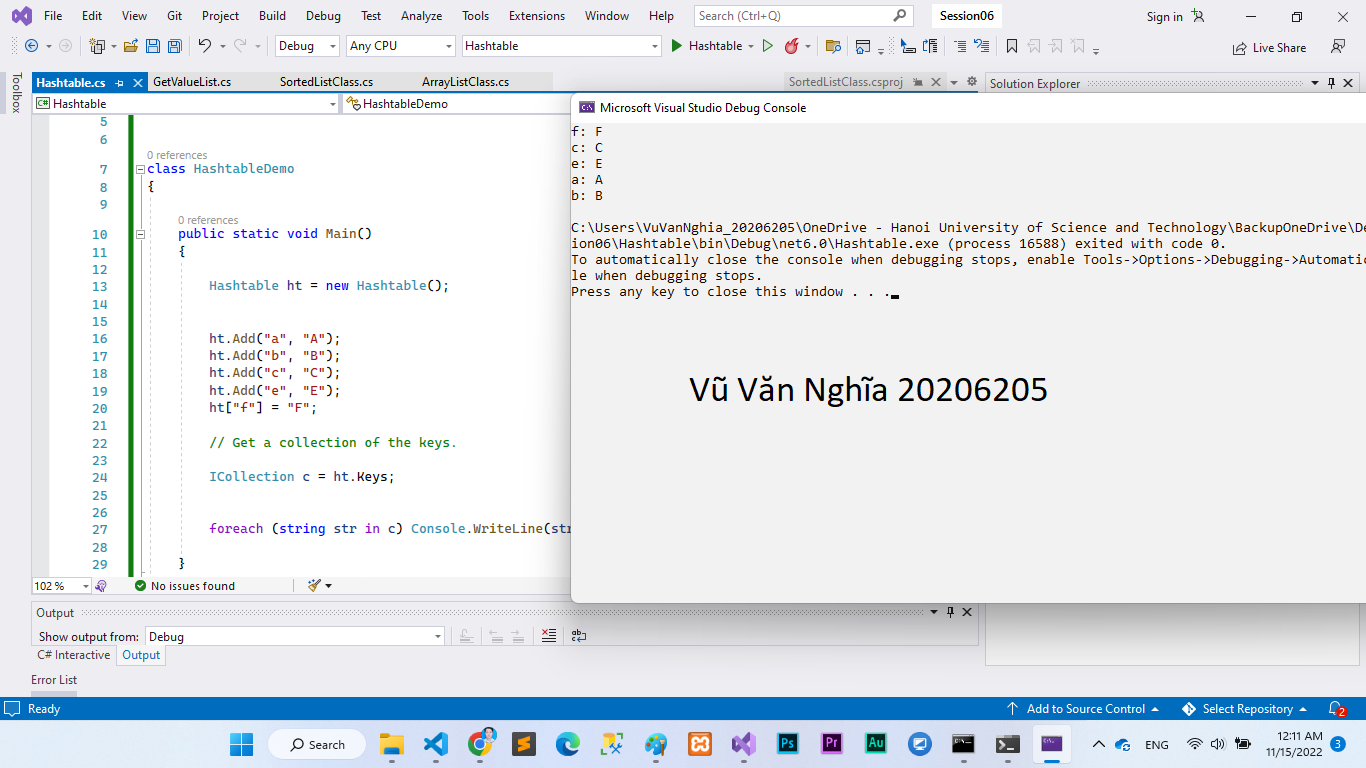 File Edit View Git Project Build Debug Test Analyze Tools Extensions Window Help Search (Ctrl+Q) Session06 Sign in
Debug Any CPU Hashtable Hashtable Live Share
Toolbox
Hashtable.cs GetValueList.cs SortedListClass.cs ArrayListClass.cs SortedListClass.csproj Solution Explorer
Hashtable HashtableDemo
Microsoft Visual Studio Debug Console
5
6
0 references
7 class HashtableDemo
8 {
9
0 references
10 public static void Main()
11 {
12
13 Hashtable ht = new Hashtable();
14
15
16 ht.Add("a", "A");
17 ht.Add("b", "B");
18 ht.Add("c", "C");
19 ht.Add("e", "E");
20 ht["f"] = "F";
21
22 // Get a collection of the keys.
23
24 ICollection c = ht.Keys;
25
26
27 foreach (string str in c) Console.WriteLine(str
28
29 }
f: F
c: C
e: E
a: A
b: B
C:\Users\VuVanNghia_20206205\OneDrive - Hanoi University of Science and Technology\BackupOneDrive\De
ion06\Hashtable\bin\Debug\net6.0\Hashtable.exe (process 16588) exited with code 0.
To automatically close the console when debugging stops, enable Tools->Options->Debugging->Automatic
le when debugging stops.
Press any key to close this window . . .
Vũ Văn Nghĩa 20206205
102 % No issues found
Output
Show output from: Debug
C# Interactive Output
Error List
Ready Add to Source Control Select Repository 2
Search Ps Pr Au ENG 12:11 AM
11/15/2022 3